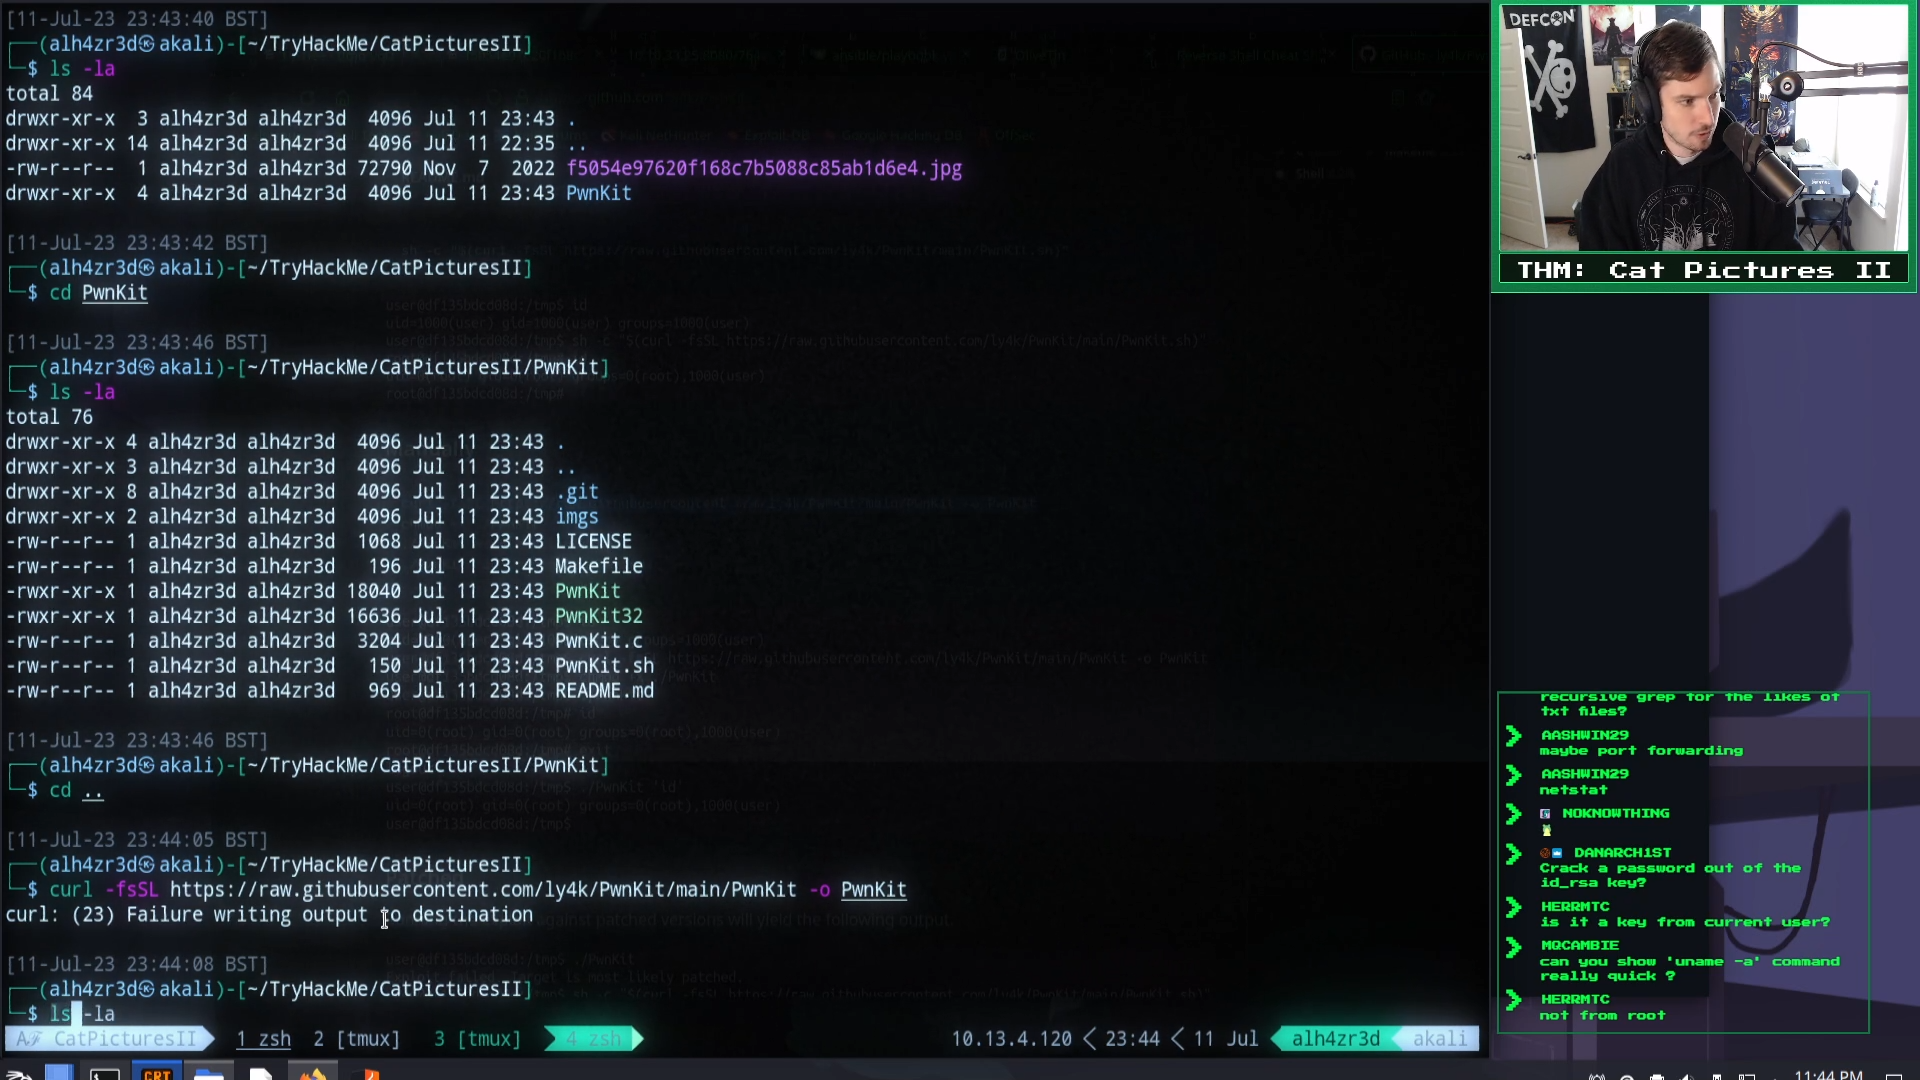 [11-Jul-23 23:43:40 BST]
(alh4zr3d㉿akali)-[~/TryHackMe/CatPicturesII]
$ ls -la
total 84
drwxr-xr-x 3 alh4zr3d alh4zr3d 4096 Jul 11 23:43 .
drwxr-xr-x 14 alh4zr3d alh4zr3d 4096 Jul 11 22:35 ..
-rw-r--r-- 1 alh4zr3d alh4zr3d 72790 Nov 7 2022 f5054e97620f168c7b5088c85ab1d6e4.jpg
drwxr-xr-x 4 alh4zr3d alh4zr3d 4096 Jul 11 23:43 PwnKit
[11-Jul-23 23:43:42 BST]
(alh4zr3d㉿akali)-[~/TryHackMe/CatPicturesII]
$ cd PwnKit
[11-Jul-23 23:43:46 BST]
(alh4zr3d㉿akali)-[~/TryHackMe/CatPicturesII/PwnKit]
$ ls -la
total 76
drwxr-xr-x 4 alh4zr3d alh4zr3d 4096 Jul 11 23:43 .
drwxr-xr-x 3 alh4zr3d alh4zr3d 4096 Jul 11 23:43 ..
drwxr-xr-x 8 alh4zr3d alh4zr3d 4096 Jul 11 23:43 .git
drwxr-xr-x 2 alh4zr3d alh4zr3d 4096 Jul 11 23:43 imgs
-rw-r--r-- 1 alh4zr3d alh4zr3d 1068 Jul 11 23:43 LICENSE
-rw-r--r-- 1 alh4zr3d alh4zr3d 196 Jul 11 23:43 Makefile
-rwxr-xr-x 1 alh4zr3d alh4zr3d 18040 Jul 11 23:43 PwnKit
-rwxr-xr-x 1 alh4zr3d alh4zr3d 16636 Jul 11 23:43 PwnKit32
-rw-r--r-- 1 alh4zr3d alh4zr3d 3204 Jul 11 23:43 PwnKit.c
-rw-r--r-- 1 alh4zr3d alh4zr3d 150 Jul 11 23:43 PwnKit.sh
-rw-r--r-- 1 alh4zr3d alh4zr3d 969 Jul 11 23:43 README.md
[11-Jul-23 23:43:46 BST]
(alh4zr3d㉿akali)-[~/TryHackMe/CatPicturesII/PwnKit]
$ cd ..
[11-Jul-23 23:44:05 BST]
(alh4zr3d㉿akali)-[~/TryHackMe/CatPicturesII]
$ curl -fsSL https://raw.githubusercontent.com/ly4k/PwnKit/main/PwnKit -o PwnKit
curl: (23) Failure writing output to destination
[11-Jul-23 23:44:08 BST]
(alh4zr3d㉿akali)-[~/TryHackMe/CatPicturesII]
$ ls -la
CatPicturesII 1 zsh 2 [tmux] 3 [tmux] 4 zsh 10.13.4.120 < 23:44 < 11 Jul alh4zr3d akali
CRT
11:44 PM
DEFCON
THM: Cat Pictures II
recursive grep for the likes of
txt files?
AASHWIN29
maybe port forwarding
AASHWIN29
netstat
NOKNOWTHING
DANARCH1ST
Crack a password out of the
id_rsa key?
HERRMTC
is it a key from current user?
MQCAMBIE
can you show 'uname -a' command
really quick ?
HERRMTC
not from root